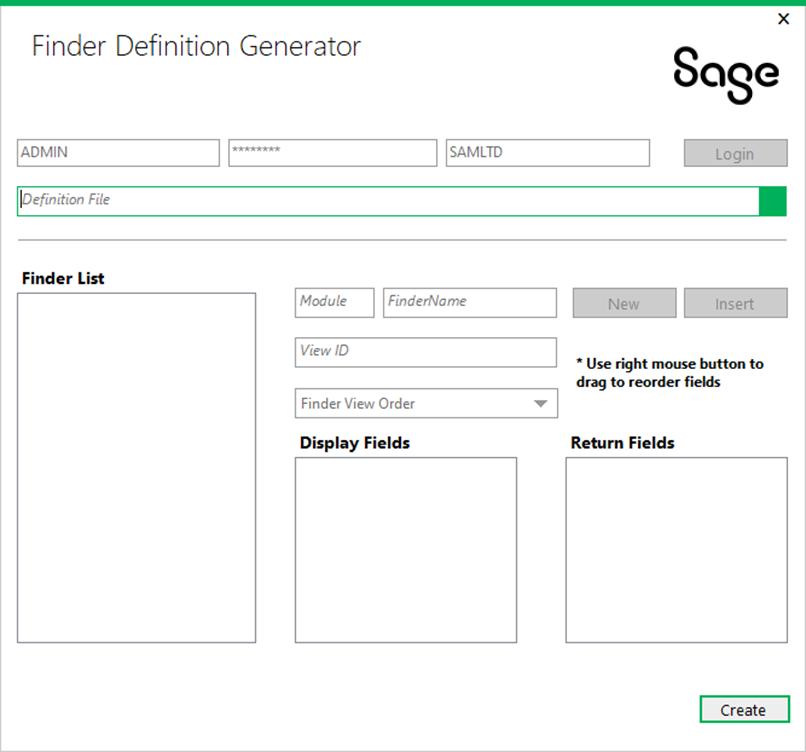 Finder Definition Generator
Sage
ADMIN
********
SAMLTD
Login
Definition File
Finder List
Module
FinderName
New
Insert
View ID
* Use right mouse button to
drag to reorder fields
Finder View Order
Display Fields
Return Fields
Create